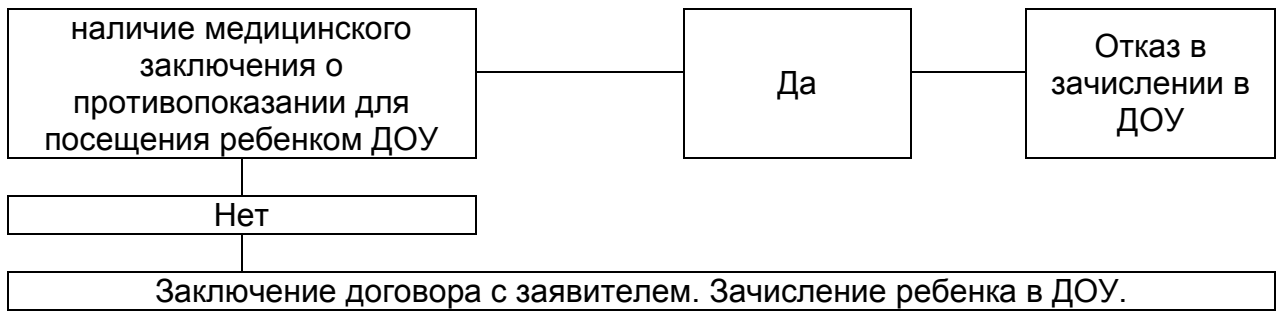 наличие медицинского
заключения о
противопоказании для
посещения ребенком ДОУ
Да
Отказ в
зачислении в
ДОУ
Нет
Заключение договора с заявителем. Зачисление ребенка в ДОУ.